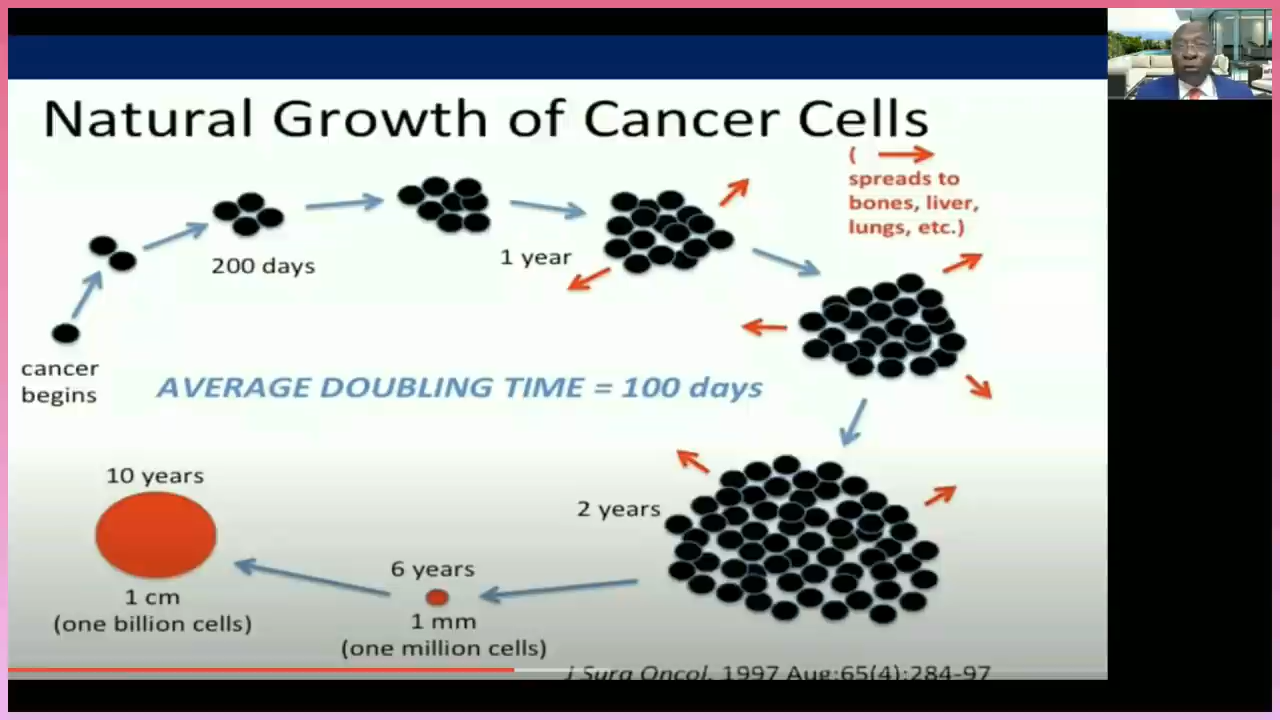 Natural Growth of Cancer Cells
(
spreads to
bones, liver,
lungs, etc.)
200 days
1 year
cancer
begins
AVERAGE DOUBLING TIME = 100 days
10 years
2 years
6 years
1 cm
(one billion cells)
1 mm
(one million cells)
J Surg Oncol. 1997 Aug;65(4):284-97